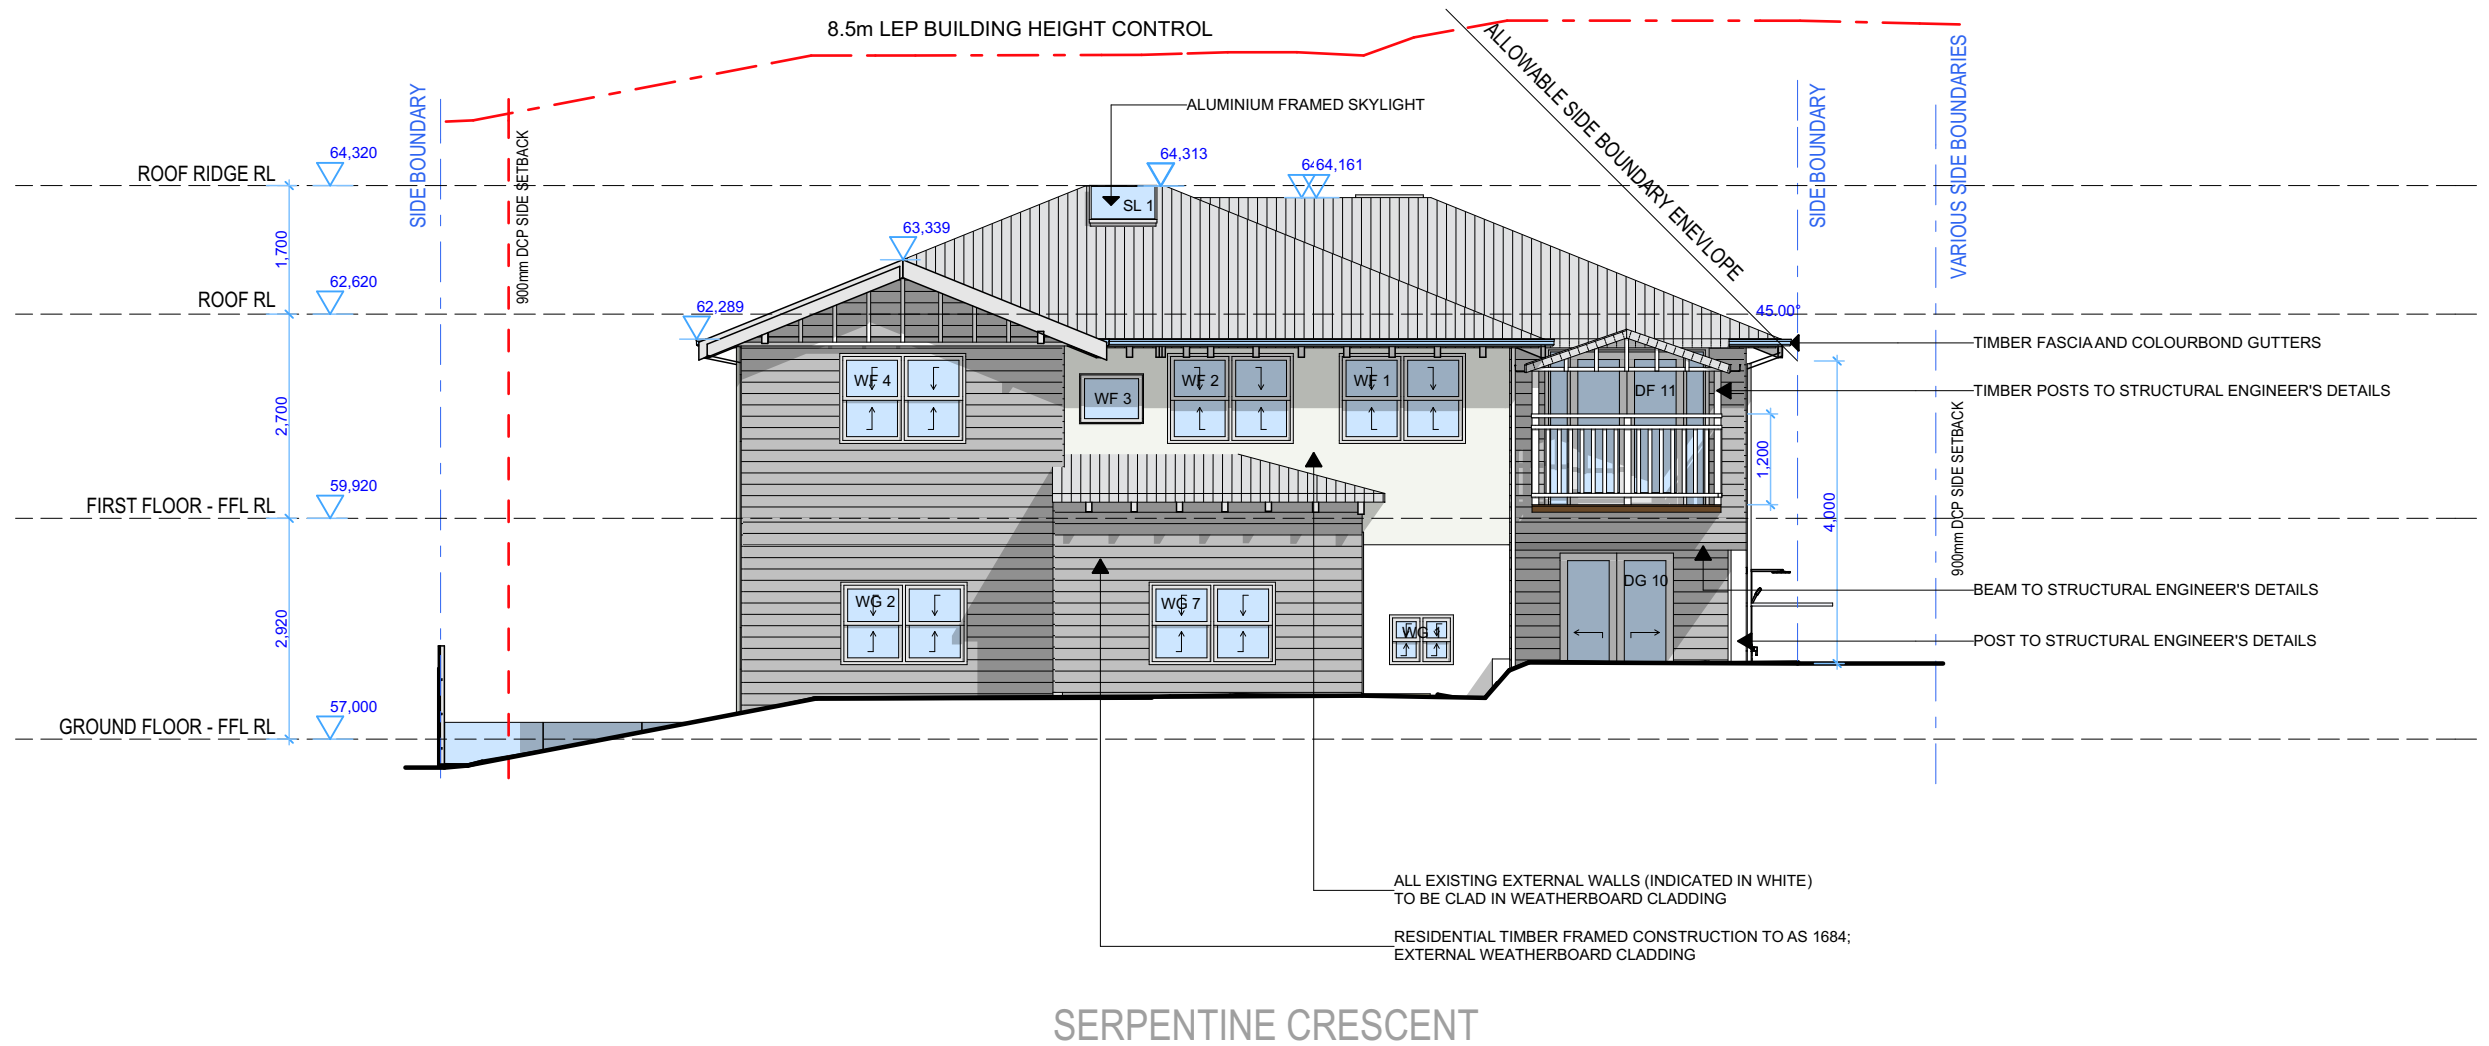 8.5m LEP BUILDING HEIGHT CONTROL
ALLOWABLE SIDE BOUNDARY ENEVLOPE
SIDE BOUNDARY
900mm DCP SIDE SETBACK
SIDE BOUNDARY
VARIOUS SIDE BOUNDARIES
900mm DCP SIDE SETBACK
ALUMINIUM FRAMED SKYLIGHT
ROOF RIDGE RL
64,320
64,313
64,161
SL 1
1,700
63,339
ROOF RL
62,620
62,289
45.00°
TIMBER FASCIA AND COLOURBOND GUTTERS
TIMBER POSTS TO STRUCTURAL ENGINEER'S DETAILS
WF 4
WF 3
WF 2
WF 1
DF 11
2,700
1,200
4,000
FIRST FLOOR - FFL RL
59,920
WG 2
WG 7
WG 1
DG 10
BEAM TO STRUCTURAL ENGINEER'S DETAILS
POST TO STRUCTURAL ENGINEER'S DETAILS
2,920
GROUND FLOOR - FFL RL
57,000
ALL EXISTING EXTERNAL WALLS (INDICATED IN WHITE)
TO BE CLAD IN WEATHERBOARD CLADDING
RESIDENTIAL TIMBER FRAMED CONSTRUCTION TO AS 1684;
EXTERNAL WEATHERBOARD CLADDING
SERPENTINE CRESCENT